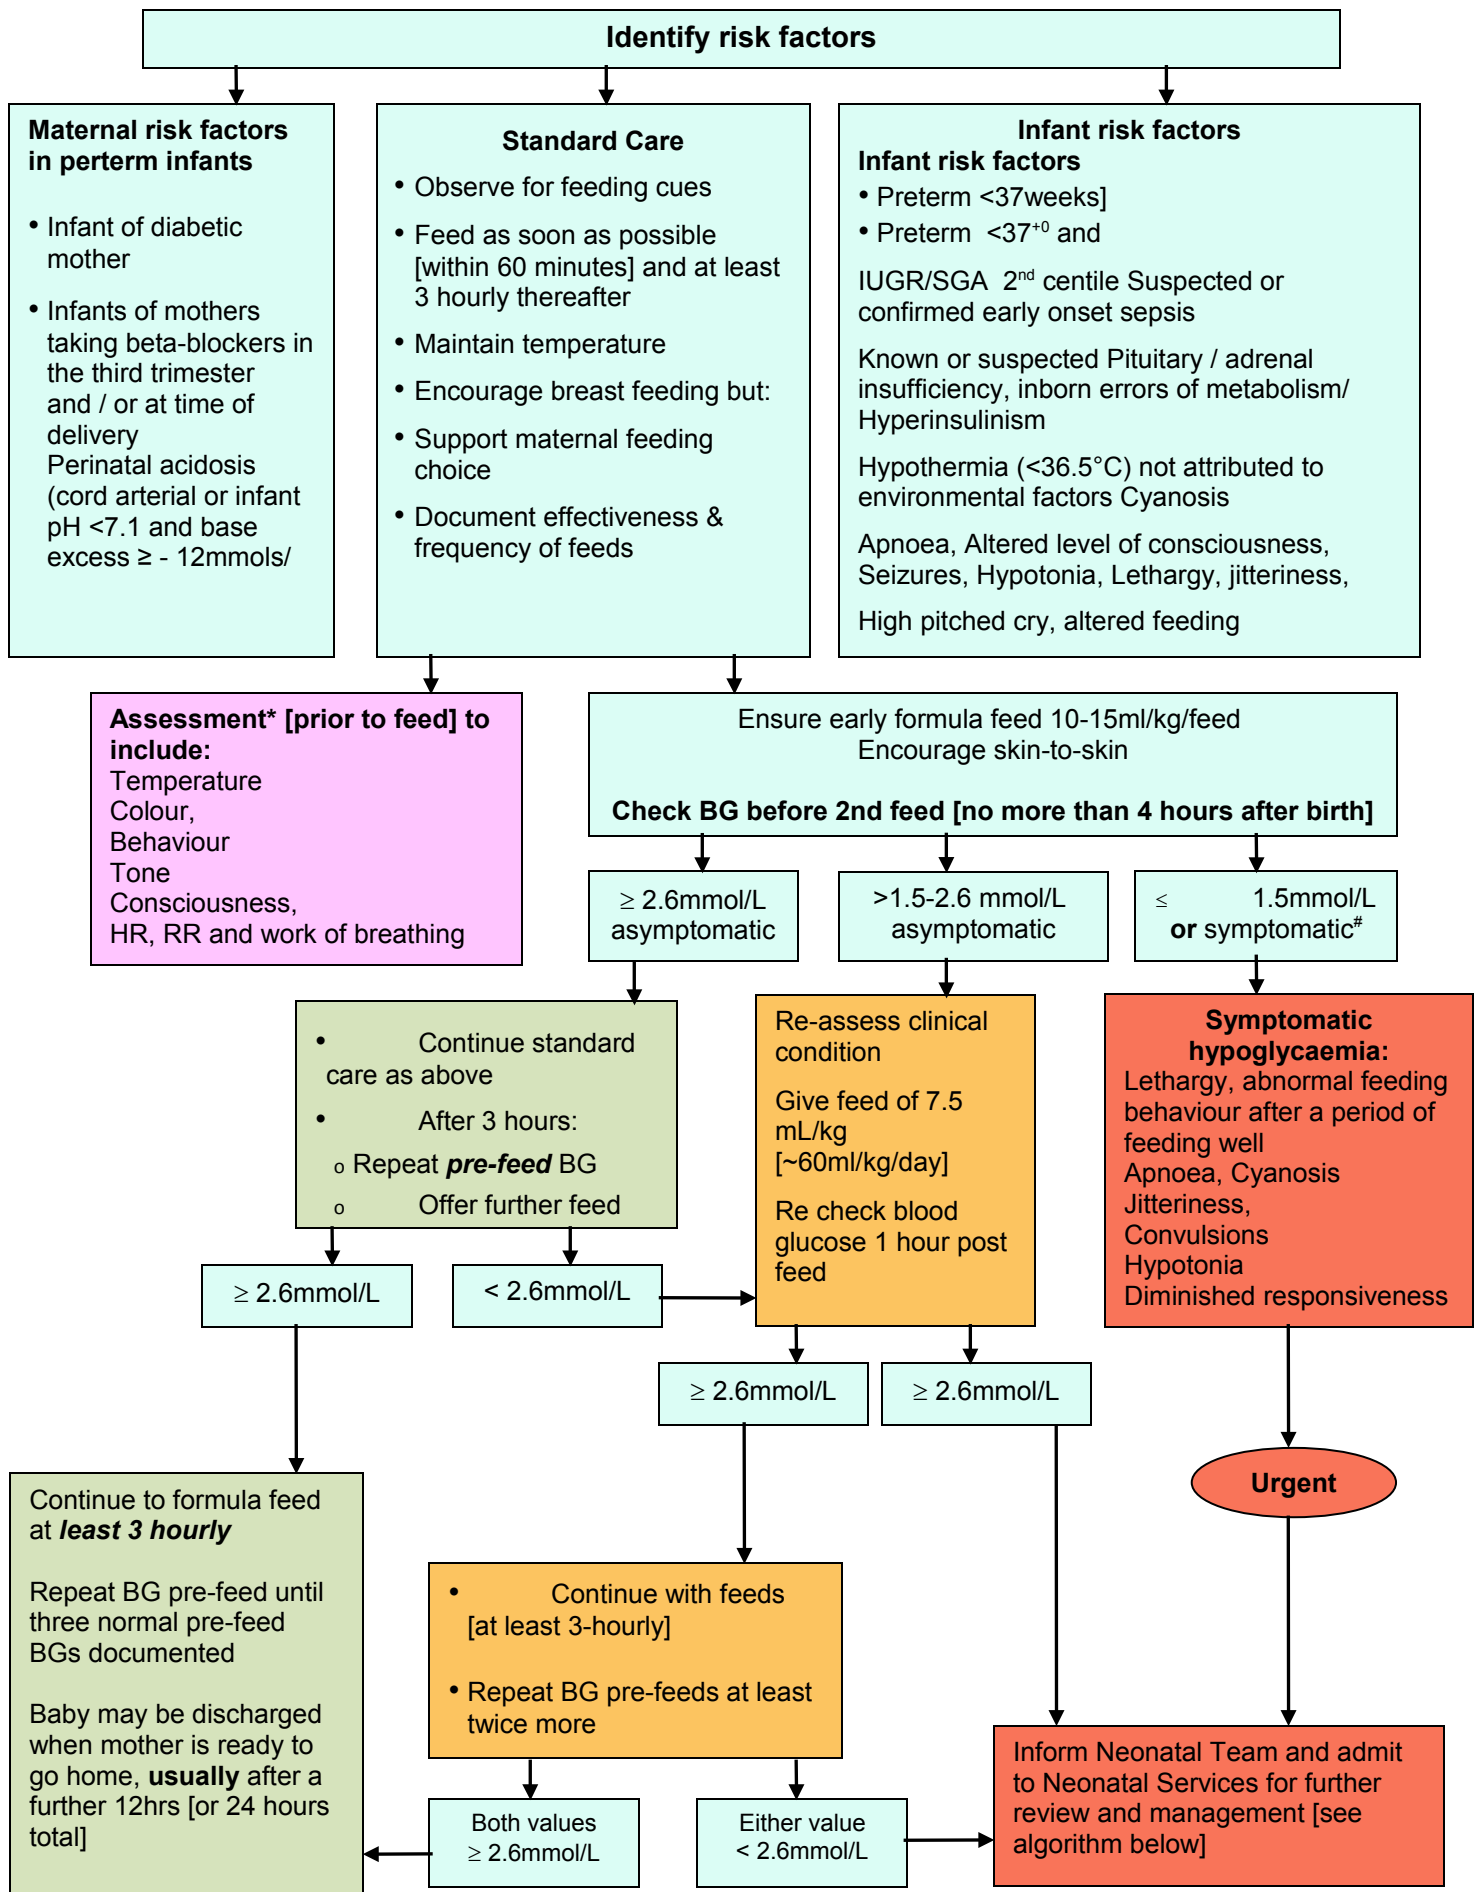 Identify risk factors
Maternal risk factors
in perterm infants
• Infant of diabetic
mother
• Infants of mothers
taking beta-blockers in
the third trimester
and / or at time of
delivery
Perinatal acidosis
(cord arterial or infant
pH <7.1 and base
excess ≥ - 12mmols/
Standard Care
• Observe for feeding cues
• Feed as soon as possible
[within 60 minutes] and at least
3 hourly thereafter
• Maintain temperature
• Encourage breast feeding but:
• Support maternal feeding
choice
• Document effectiveness &
frequency of feeds
Infant risk factors
Infant risk factors
• Preterm <37weeks]
• Preterm <37⁺⁰ and
IUGR/SGA 2ⁿᵈ centile Suspected or
confirmed early onset sepsis
Known or suspected Pituitary / adrenal
insufficiency, inborn errors of metabolism/
Hyperinsulinism
Hypothermia (<36.5°C) not attributed to
environmental factors Cyanosis
Apnoea, Altered level of consciousness,
Seizures, Hypotonia, Lethargy, jitteriness,
High pitched cry, altered feeding
Assessment* [prior to feed] to
include:
Temperature
Colour,
Behaviour
Tone
Consciousness,
HR, RR and work of breathing
Ensure early formula feed 10-15ml/kg/feed
Encourage skin-to-skin
Check BG before 2nd feed [no more than 4 hours after birth]
≥ 2.6mmol/L
asymptomatic
>1.5-2.6 mmol/L
asymptomatic
≤ 1.5mmol/L
or symptomatic#
• Continue standard
care as above
• After 3 hours:
o Repeat pre-feed BG
o Offer further feed
Re-assess clinical
condition
Give feed of 7.5
mL/kg
[~60ml/kg/day]
Re check blood
glucose 1 hour post
feed
Symptomatic
hypoglycaemia:
Lethargy, abnormal feeding
behaviour after a period of
feeding well
Apnoea, Cyanosis
Jitteriness,
Convulsions
Hypotonia
Diminished responsiveness
≥ 2.6mmol/L
< 2.6mmol/L
≥ 2.6mmol/L
≥ 2.6mmol/L
Urgent
Continue to formula feed
at least 3 hourly
Repeat BG pre-feed until
three normal pre-feed
BGs documented
Baby may be discharged
when mother is ready to
go home, usually after a
further 12hrs [or 24 hours
total]
• Continue with feeds
[at least 3-hourly]
• Repeat BG pre-feeds at least
twice more
Both values
≥ 2.6mmol/L
Either value
< 2.6mmol/L
Inform Neonatal Team and admit
to Neonatal Services for further
review and management [see
algorithm below]